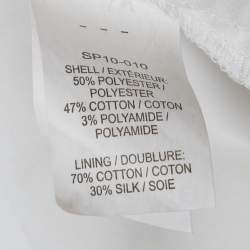 - - -
SP10-010
SHELL / EXTÉRIEUR:
50% POLYESTER /
POLYESTER
47% COTTON / COTON
3% POLYAMIDE /
POLYAMIDE
LINING / DOUBLURE:
70% COTTON / COTON
30% SILK / SOIE